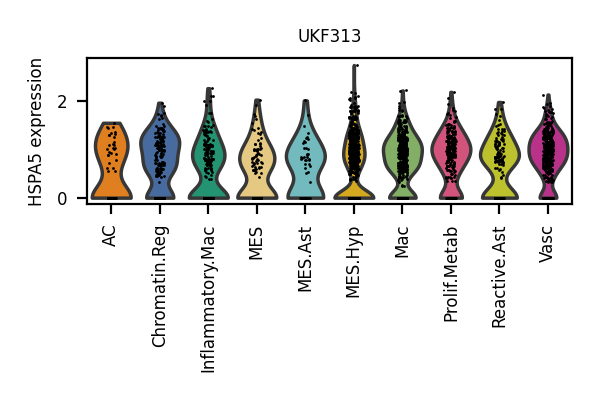 UKF313
HSPA5 expression
2
0
AC
Chromatin.Reg
Inflammatory.Mac
MES
MES.Ast
MES.Hyp
Mac
Prolif.Metab
Reactive.Ast
Vasc